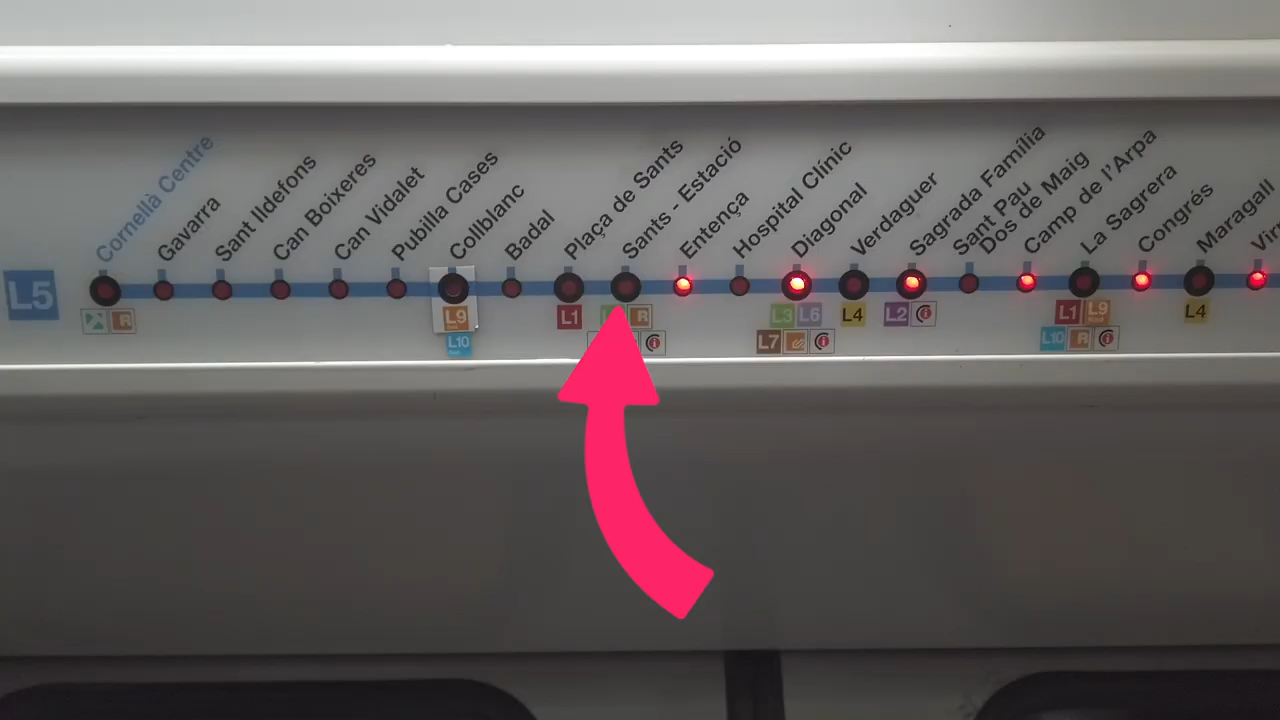 L5
Cornellà Centre
Gavarra
Sant Ildefons
Can Boixeres
Can Vidalet
Pubilla Cases
Collblanc
Badal
Plaça de Sants
Sants - Estació
Entença
Hospital Clínic
Diagonal
Verdaguer
Sagrada Família
Sant Pau
Dos de Maig
Camp de l'Arpa
La Sagrera
Congrés
Maragall
R
L9
L10
L1
R
L3 L6
L7
L4
L2
L1 L9
L10 R
L4